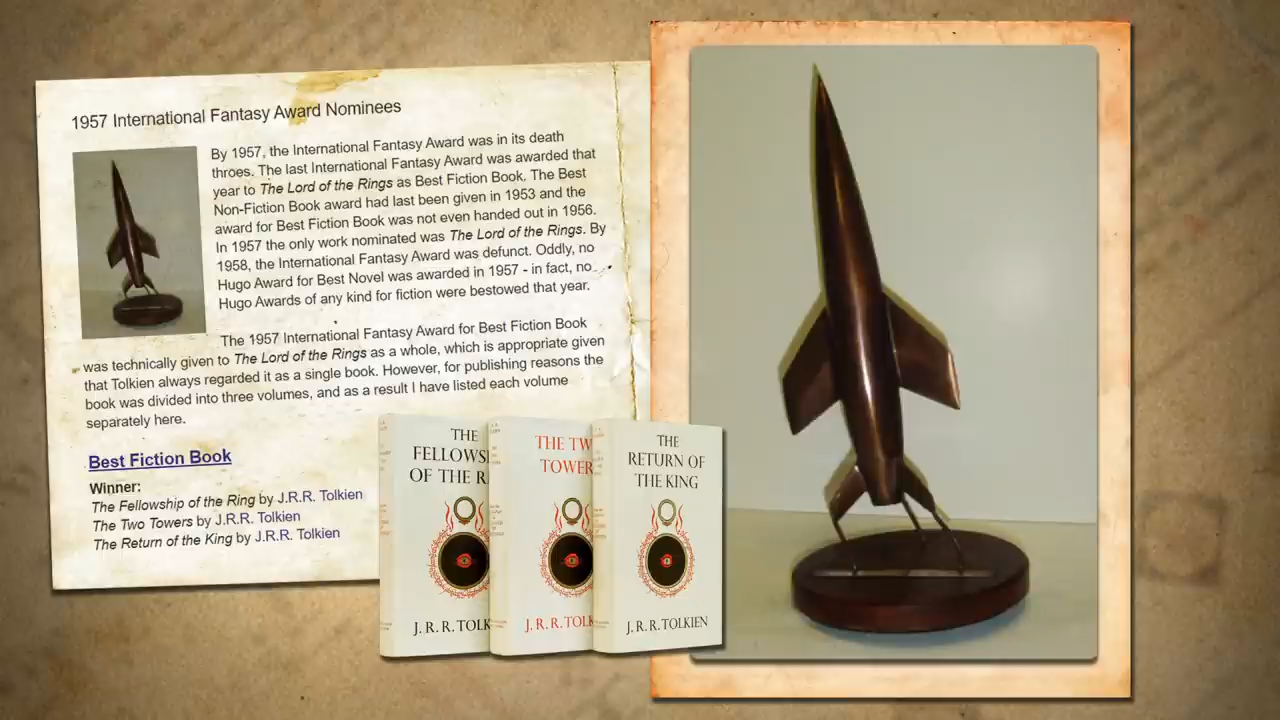 1957 International Fantasy Award Nominees
By 1957, the International Fantasy Award was in its death
throes. The last International Fantasy Award was awarded that
year to The Lord of the Rings as Best Fiction Book. The Best
Non-Fiction Book award had last been given in 1953 and the
award for Best Fiction Book was not even handed out in 1956.
In 1957 the only work nominated was The Lord of the Rings. By
1958, the International Fantasy Award was defunct. Oddly, no
Hugo Award for Best Novel was awarded in 1957 - in fact, no
Hugo Awards of any kind for fiction were bestowed that year.
The 1957 International Fantasy Award for Best Fiction Book
was technically given to The Lord of the Rings as a whole, which is appropriate given
that Tolkien always regarded it as a single book. However, for publishing reasons the
book was divided into three volumes, and as a result I have listed each volume
separately here.
Best Fiction Book
Winner:
The Fellowship of the Ring by J.R.R. Tolkien
The Two Towers by J.R.R. Tolkien
The Return of the King by J.R.R. Tolkien
THE
FELLOWS
OF THE R
J. R. R. TOLK
THE TW
TOWER
J. R. R. TOLK
THE
RETURN OF
THE KING
J. R. R. TOLKIEN